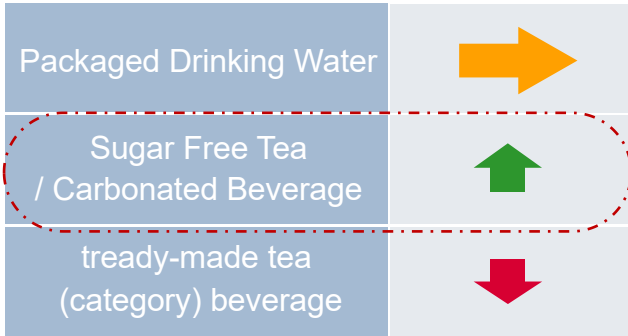 Packaged Drinking Water
Sugar Free Tea
/ Carbonated Beverage
tready-made tea
(category) beverage